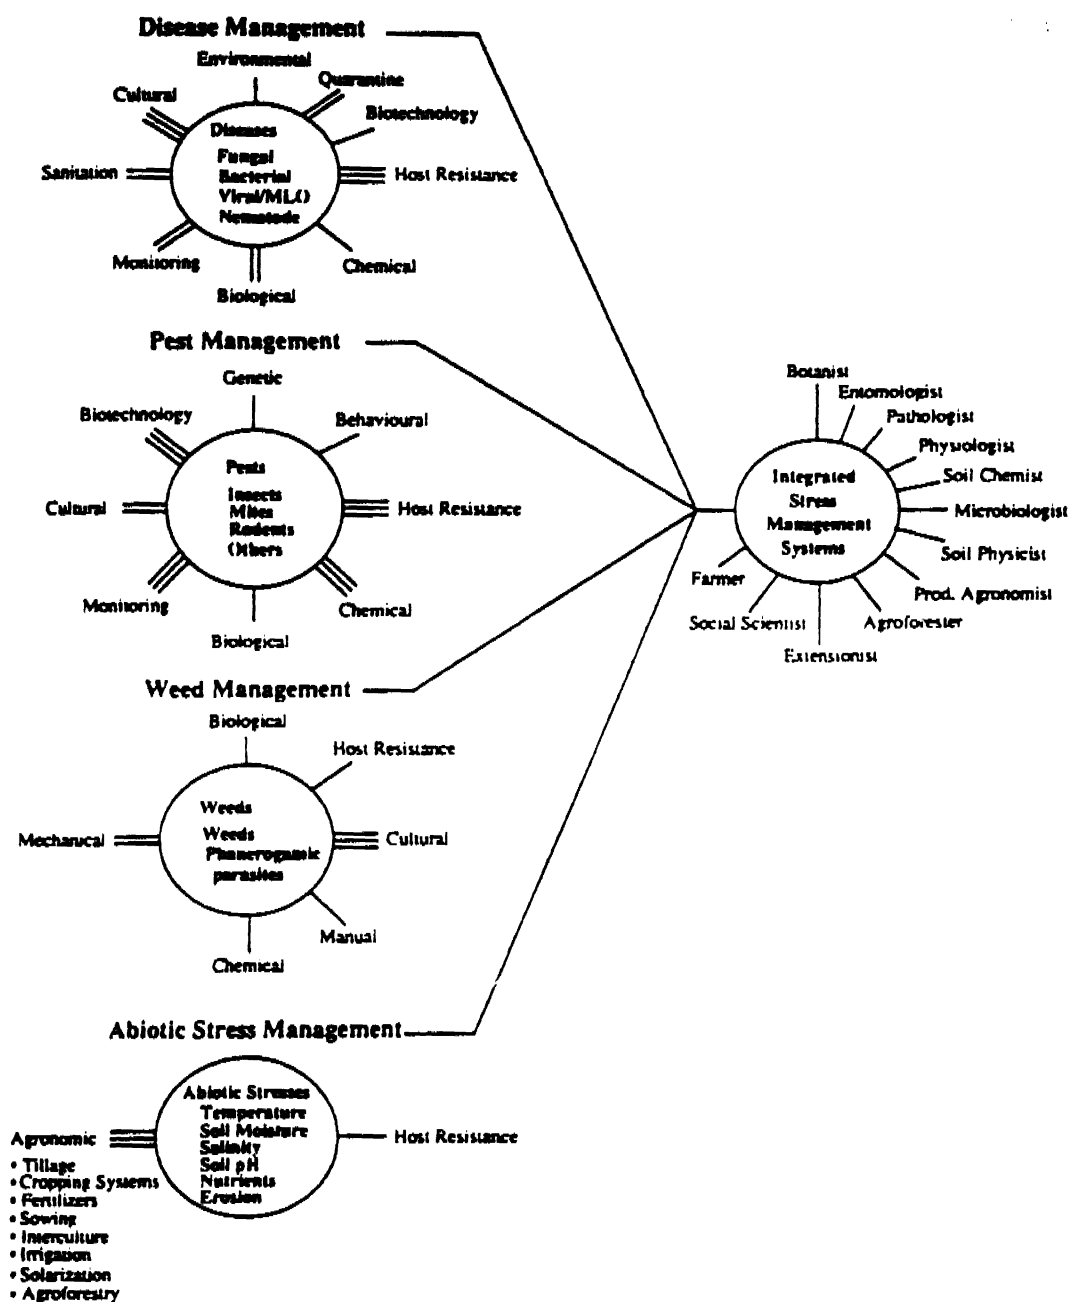 Disease Management
Environmental
Quarantine
Cultural
Biotechnology
Diseases
Fungal
Bacterial
Viral/MLO
Nematode
Sanitation
Host Resistance
Monitoring
Chemical
Biological
Pest Management
Genetic
Biotechnology
Behavioural
Pests
Insects
Mites
Rodents
Others
Cultural
Host Resistance
Monitoring
Chemical
Biological
Weed Management
Biological
Host Resistance
Weeds
Weeds
Phanerogamic
parasites
Mechanical
Cultural
Manual
Chemical
Abiotic Stress Management
Abiotic Stresses
Temperature
Soil Moisture
Salinity
Soil pH
Nutrients
Erosion
Agronomic
Host Resistance
• Tillage
• Cropping Systems
• Fertilizers
• Sowing
• Interculture
• Irrigation
• Solarization
• Agroforestry
Botanist
Entomologist
Pathologist
Physiologist
Soil Chemist
Microbiologist
Soil Physicist
Prod. Agronomist
Agroforester
Extensionist
Social Scientist
Farmer
Integrated
Stress
Management
Systems